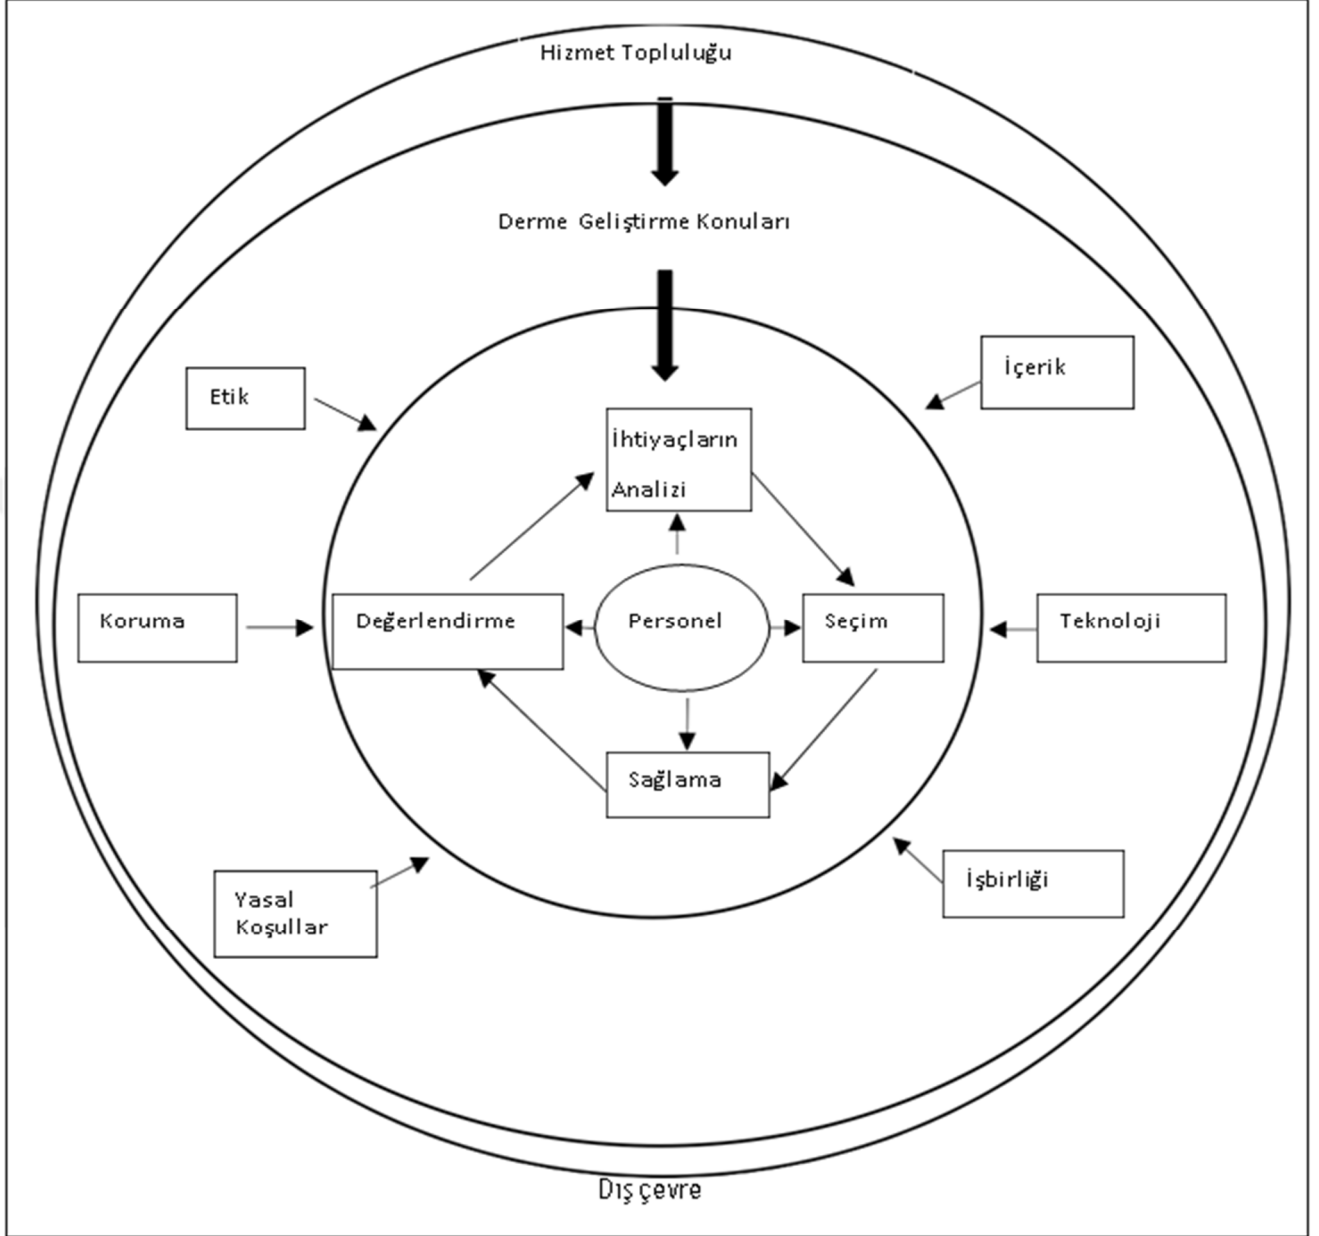 Hizmet Topluluğu
Derme Geliştirme Konuları
Etik
İçerik
İhtiyaçların
Analizi
Koruma
Değerlendirme
Personel
Seçim
Teknoloji
Sağlama
Yasal
Koşullar
İşbirliği
Dış çevre